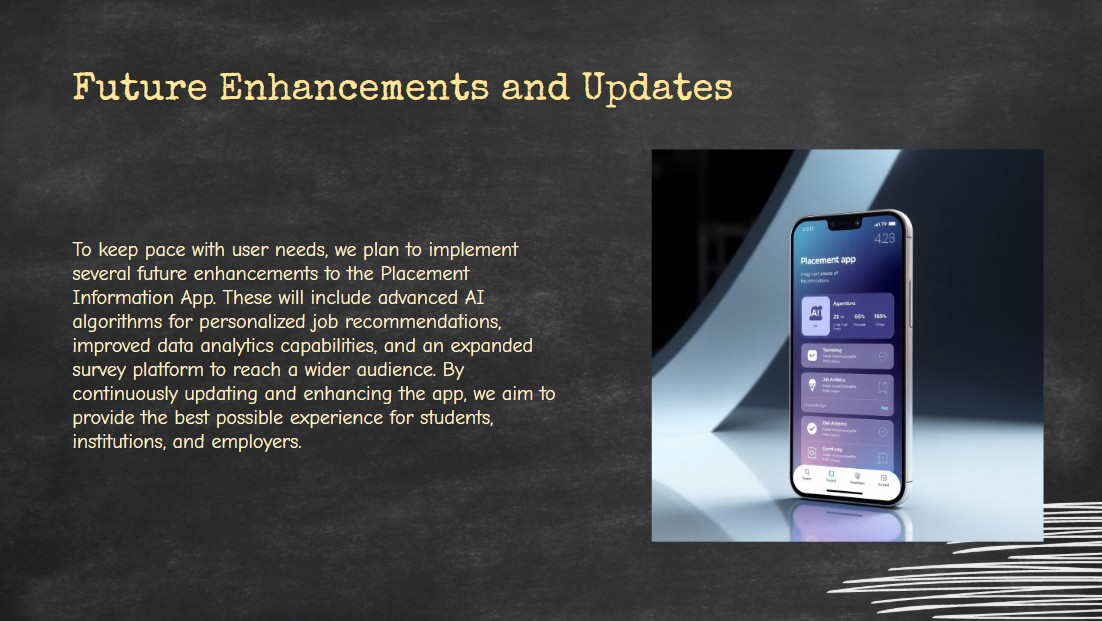 Future Enhancements and Updates
To keep pace with user needs, we plan to implement
several future enhancements to the Placement
Information App. These will include advanced AI
algorithms for personalized job recommendations,
improved data analytics capabilities, and an expanded
survey platform to reach a wider audience. By
continuously updating and enhancing the app, we aim to
provide the best possible experience for students,
institutions, and employers.
4:23
Placement app
AI